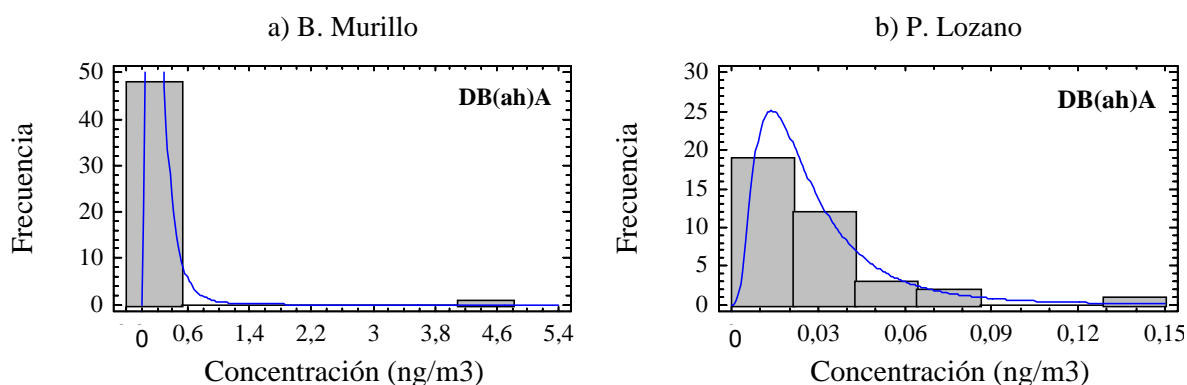 a) B. Murillo
50
40
30
20
10
0
DB(ah)A
Frecuencia
0 0,6 1,4 2,2 3 3,8 4,6 5,4
Concentración (ng/m3)
b) P. Lozano
30
25
20
15
10
5
0
DB(ah)A
Frecuencia
0 0,03 0,06 0,09 0,12 0,15
Concentración (ng/m3)